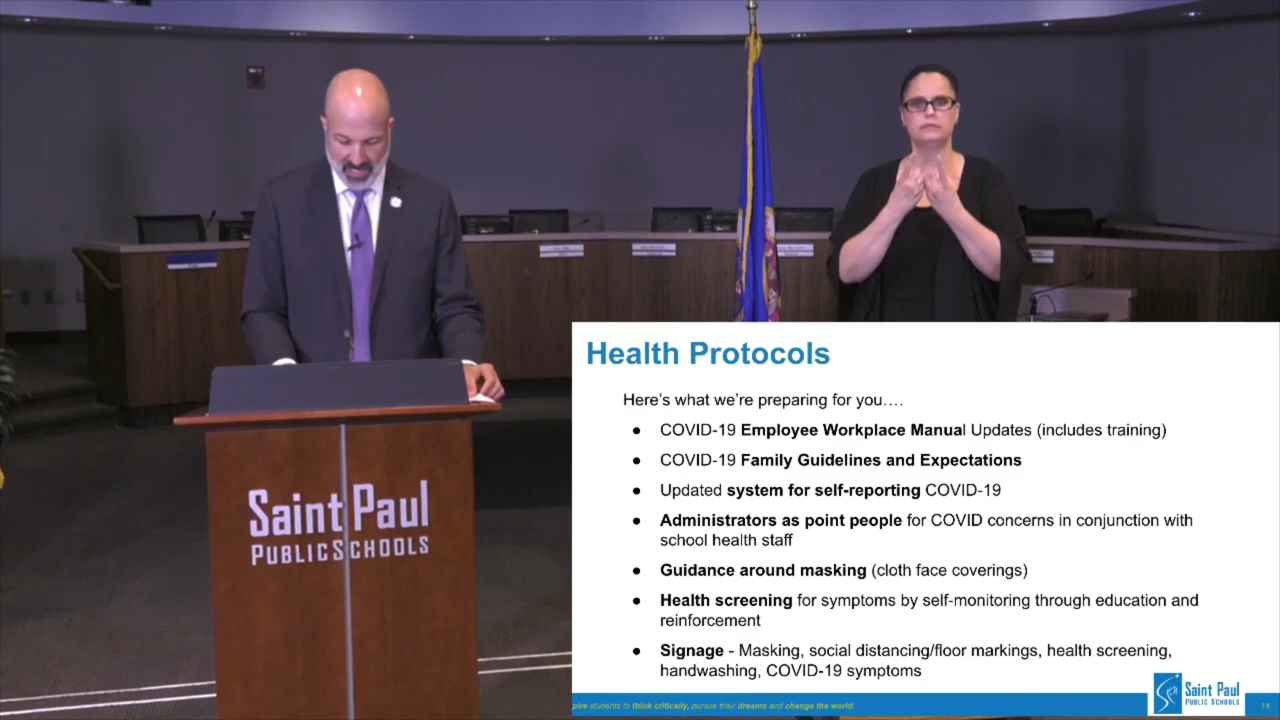 Saint Paul
PUBLIC SCHOOLS
Health Protocols
Here's what we're preparing for you….
● COVID-19 Employee Workplace Manual Updates (includes training)
● COVID-19 Family Guidelines and Expectations
● Updated system for self-reporting COVID-19
● Administrators as point people for COVID concerns in conjunction with
school health staff
● Guidance around masking (cloth face coverings)
● Health screening for symptoms by self-monitoring through education and
reinforcement
● Signage - Masking, social distancing/floor markings, health screening,
handwashing, COVID-19 symptoms
pire students to think critically, pursue their dreams and change the world.
Saint Paul
PUBLIC SCHOOLS
14